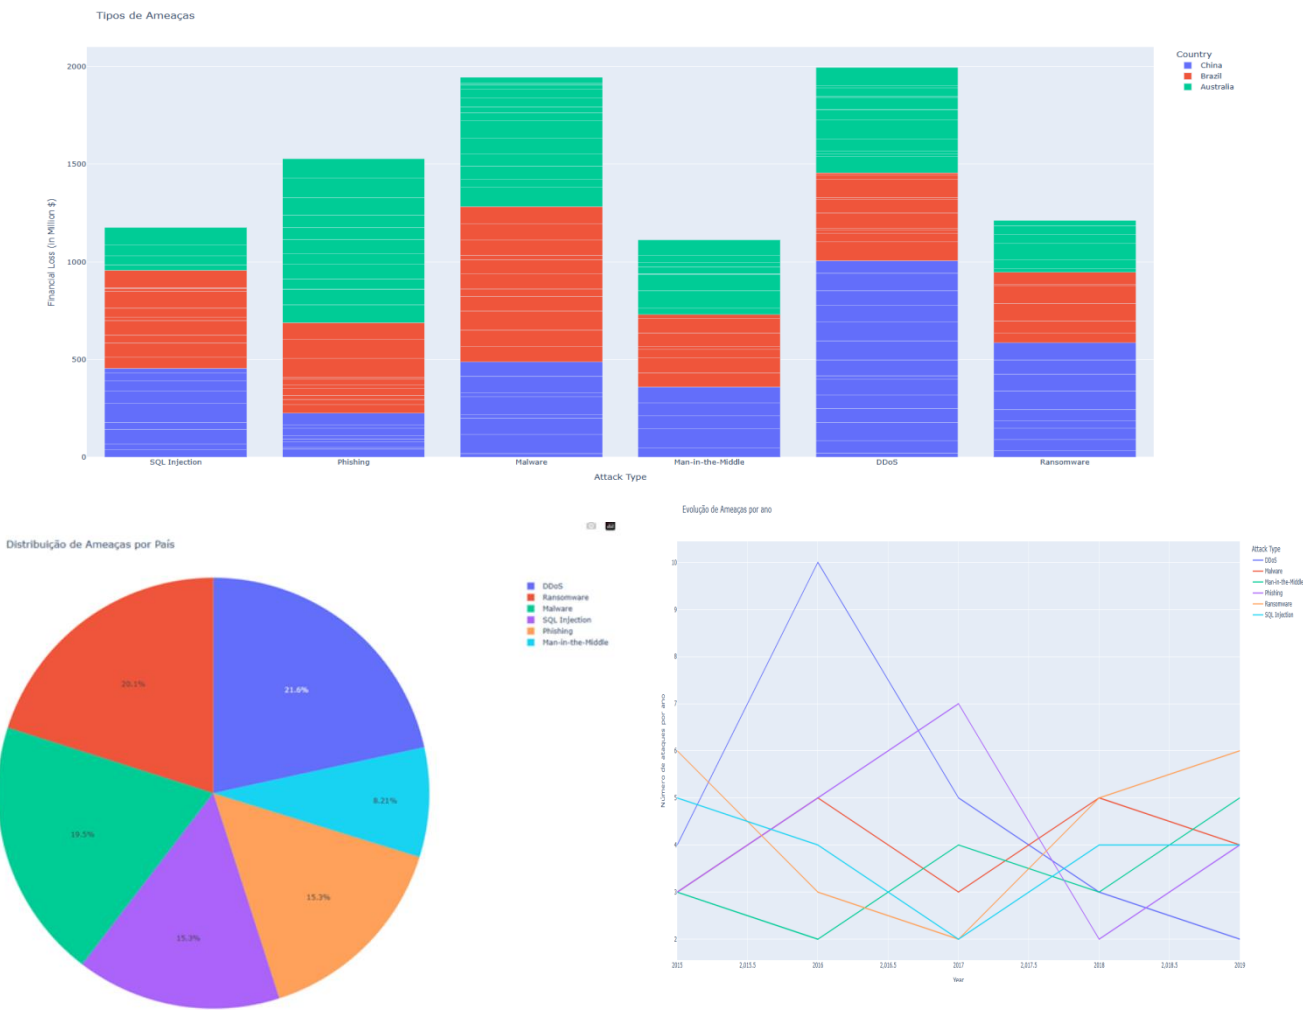 Tipos de Ameaças
Country
China
Brazil
Australia
Financial Loss (in Million $)
2000
1500
1000
500
0
SQL Injection
Phishing
Malware
Man-in-the-Middle
DDoS
Ransomware
Attack Type
Distribuição de Ameaças por País
DDoS
Ransomware
Malware
SQL Injection
Phishing
Man-in-the-Middle
20.1%
21.6%
8.21%
19.5%
15.3%
15.3%
Evolução de Ameaças por ano
Attack Type
DDoS
Malware
Man-in-the-Middle
Phishing
Ransomware
SQL Injection
Número de ataques por ano
10
9
8
7
6
5
4
3
2
2015
2,015.5
2016
2,016.5
2017
2,017.5
2018
2,018.5
2019
Year